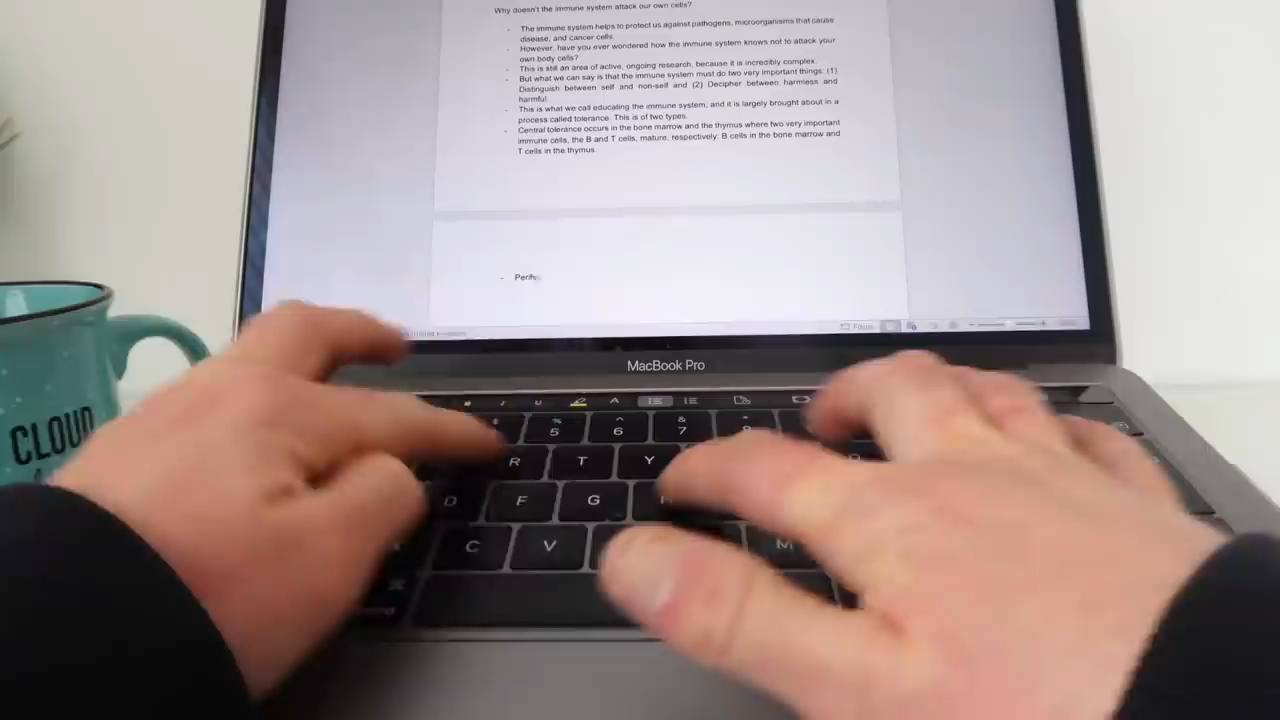 Why doesn't the immune system attack our own cells?
- The immune system helps to protect us against pathogens, microorganisms that cause
disease, and cancer cells.
- However, have you ever wondered how the immune system knows not to attack your
own body cells?
- This is still an area of active, ongoing research, because it is incredibly complex.
- But what we can say is that the immune system must do two very important things: (1)
Distinguish between self and non-self and (2) Decipher between harmless and
harmful.
- This is what we call educating the immune system, and it is largely brought about in a
process called tolerance. This is of two types.
- Central tolerance occurs in the bone marrow and the thymus where two very important
immune cells, the B and T cells, mature, respectively: B cells in the bone marrow and
T cells in the thymus.
Focus
MacBook Pro
% ^ &
5 6 7
R T Y
D F G
C V M
CLOUD